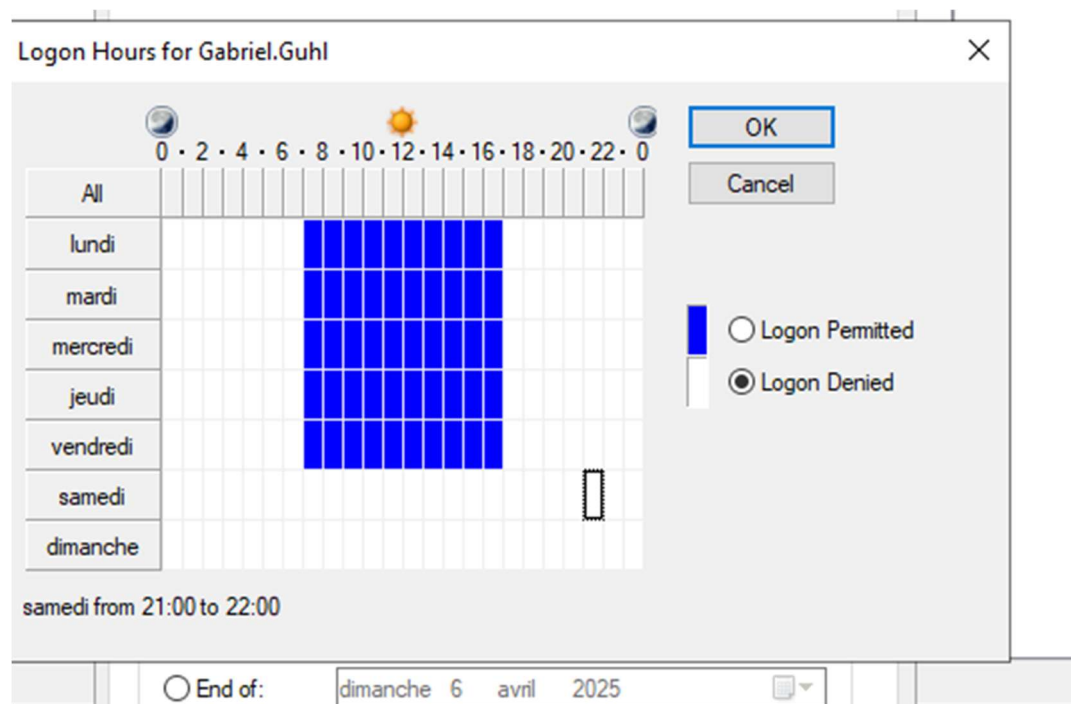 Logon Hours for Gabriel.Guhl
0 · 2 · 4 · 6 · 8 · 10 · 12 · 14 · 16 · 18 · 20 · 22 · 0
OK
Cancel
All
lundi
mardi
mercredi
jeudi
vendredi
samedi
dimanche
Logon Permitted
Logon Denied
samedi from 21:00 to 22:00
End of: dimanche 6 avril 2025